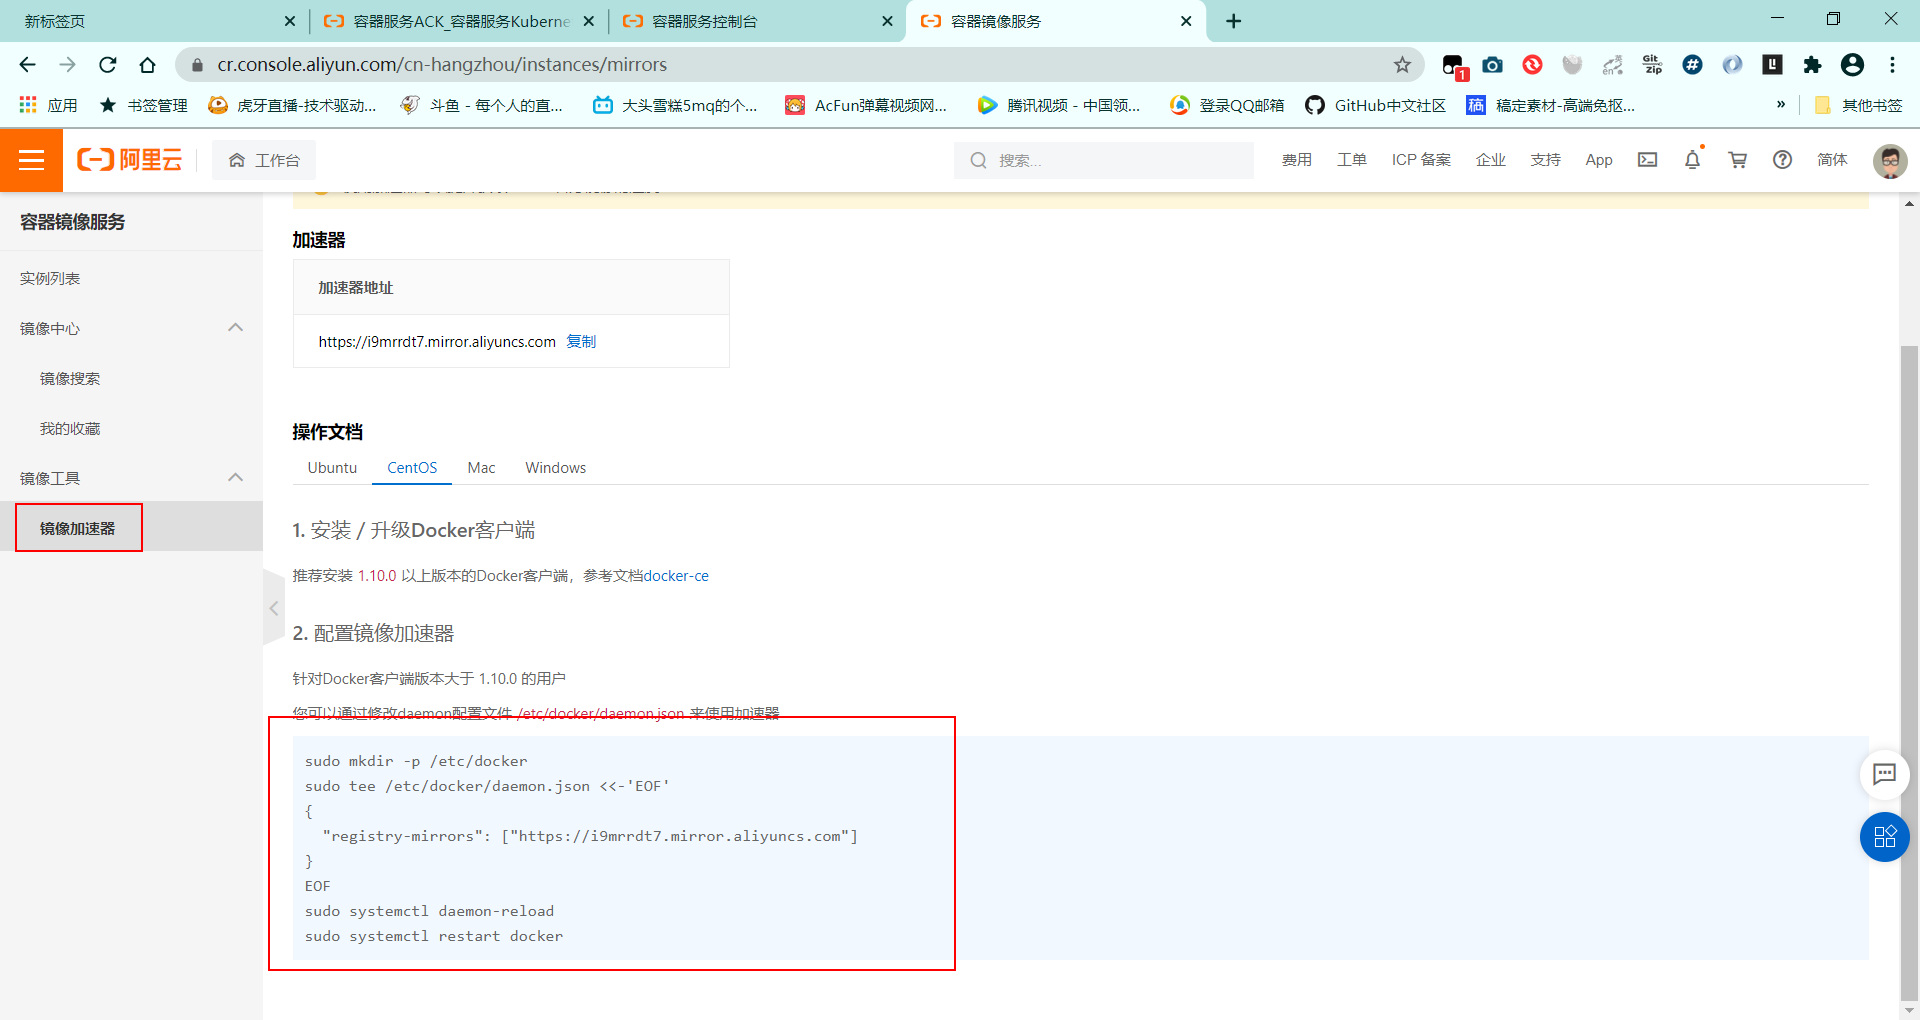 新标签页
容器服务ACK_容器服务Kuberne
容器服务控制台
容器镜像服务
cr.console.aliyun.com/cn-hangzhou/instances/mirrors
1
英
en
Git
Zip
应用
书签管理
虎牙直播-技术驱动...
斗鱼 - 每个人的直...
大头雪糕5mq的个...
AcFun弹幕视频网...
腾讯视频 - 中国领...
登录QQ邮箱
GitHub中文社区
稿
稿定素材-高端免抠...
»
其他书签
阿里云
工作台
搜索...
费用
工单
ICP 备案
企业
支持
App
简体
容器镜像服务
实例列表
镜像中心
镜像搜索
我的收藏
镜像工具
镜像加速器
加速器
加速器地址
https://i9mrrdt7.mirror.aliyuncs.com 复制
操作文档
Ubuntu CentOS Mac Windows
1. 安装 / 升级Docker客户端
推荐安装 1.10.0 以上版本的Docker客户端，参考文档docker-ce
2. 配置镜像加速器
针对Docker客户端版本大于 1.10.0 的用户
您可以通过修改daemon配置文件 /etc/docker/daemon.json 来使用加速器
sudo mkdir -p /etc/docker
sudo tee /etc/docker/daemon.json <<-'EOF'
{
  "registry-mirrors": ["https://i9mrrdt7.mirror.aliyuncs.com"]
}
EOF
sudo systemctl daemon-reload
sudo systemctl restart docker